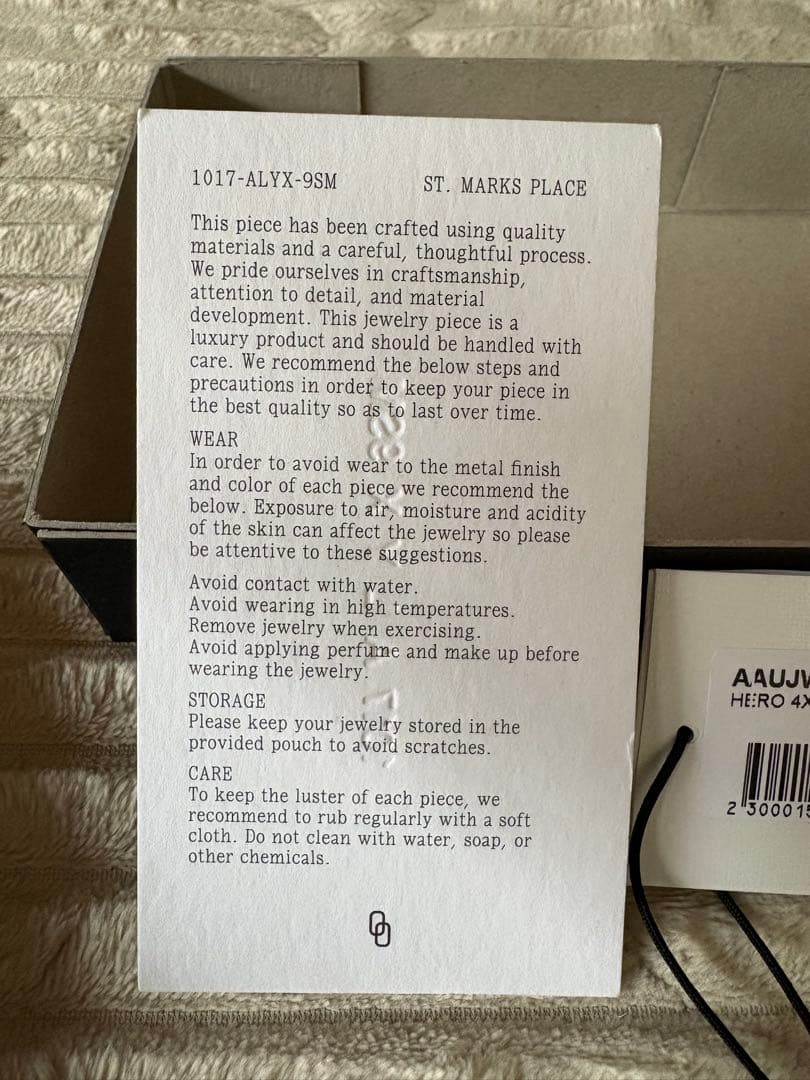 1017-ALYX-9SM ST. MARKS PLACE
This piece has been crafted using quality
materials and a careful, thoughtful process.
We pride ourselves in craftsmanship,
attention to detail, and material
development. This jewelry piece is a
luxury product and should be handled with
care. We recommend the below steps and
precautions in order to keep your piece in
the best quality so as to last over time.
WEAR
In order to avoid wear to the metal finish
and color of each piece we recommend the
below. Exposure to air, moisture and acidity
of the skin can affect the jewelry so please
be attentive to these suggestions.
Avoid contact with water.
Avoid wearing in high temperatures.
Remove jewelry when exercising.
Avoid applying perfume and make up before
wearing the jewelry.
STORAGE
Please keep your jewelry stored in the
provided pouch to avoid scratches.
CARE
To keep the luster of each piece, we
recommend to rub regularly with a soft
cloth. Do not clean with water, soap, or
other chemicals.
AAUJW
HERO 4X
2 300015